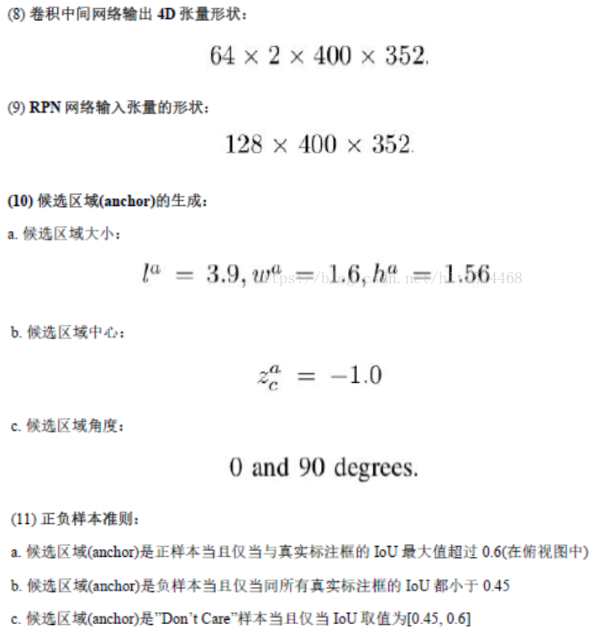 (8) 卷积中间网络输出 4D 张量形状：
64 × 2 × 400 × 352.
(9) RPN 网络输入张量的形状：
128 × 400 × 352.
(10) 候选区域(anchor)的生成：
a. 候选区域大小：
lᵃ = 3.9, wᵃ = 1.6, hᵃ = 1.56
b. 候选区域中心：
z_c^a = −1.0
c. 候选区域角度：
0 and 90 degrees.
(11) 正负样本准则：
a. 候选区域(anchor)是正样本当且仅当与真实标注框的 IoU 最大值超过 0.6(在俯视图中)
b. 候选区域(anchor)是负样本当且仅当同所有真实标注框的 IoU 都小于 0.45
c. 候选区域(anchor)是”Don’t Care”样本当且仅当 IoU 取值为[0.45, 0.6]